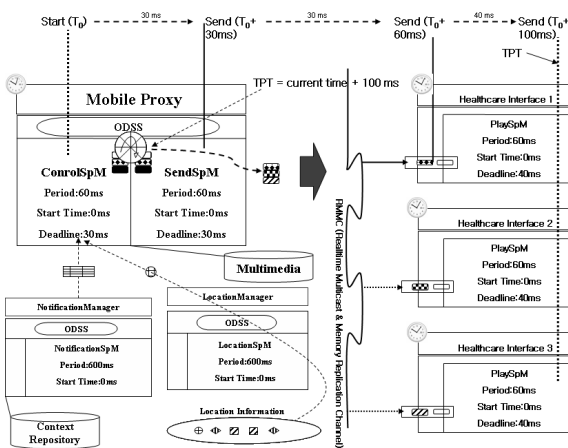 Start (T0)
30 ms
Send (T0+
30ms)
30 ms
Send (T0+
60ms)
40 ms
Send (T0+
100ms)
TPT
TPT = current time + 100 ms
Mobile Proxy
ODSS
ConrolSpM
Period:60ms
Start Time:0ms
Deadline:30ms
SendSpM
Period:60ms
Start Time:0ms
Deadline:30ms
Multimedia
RMMC (Realtime Multicast & Memory Replication Channel)
Healthcare Interface 1
PlaySpM
Period:60ms
Start Time:0ms
Deadline:40ms
Healthcare Interface 2
PlaySpM
Period:60ms
Start Time:0ms
Deadline:40ms
Healthcare Interface 3
PlaySpM
Period:60ms
Start Time:0ms
Deadline:40ms
NotificationManager
ODSS
NotificationSpM
Period:600ms
Start Time:0ms
Context
Repository
LocationManager
ODSS
LocationSpM
Period:600ms
Start Time:0ms
Location Information